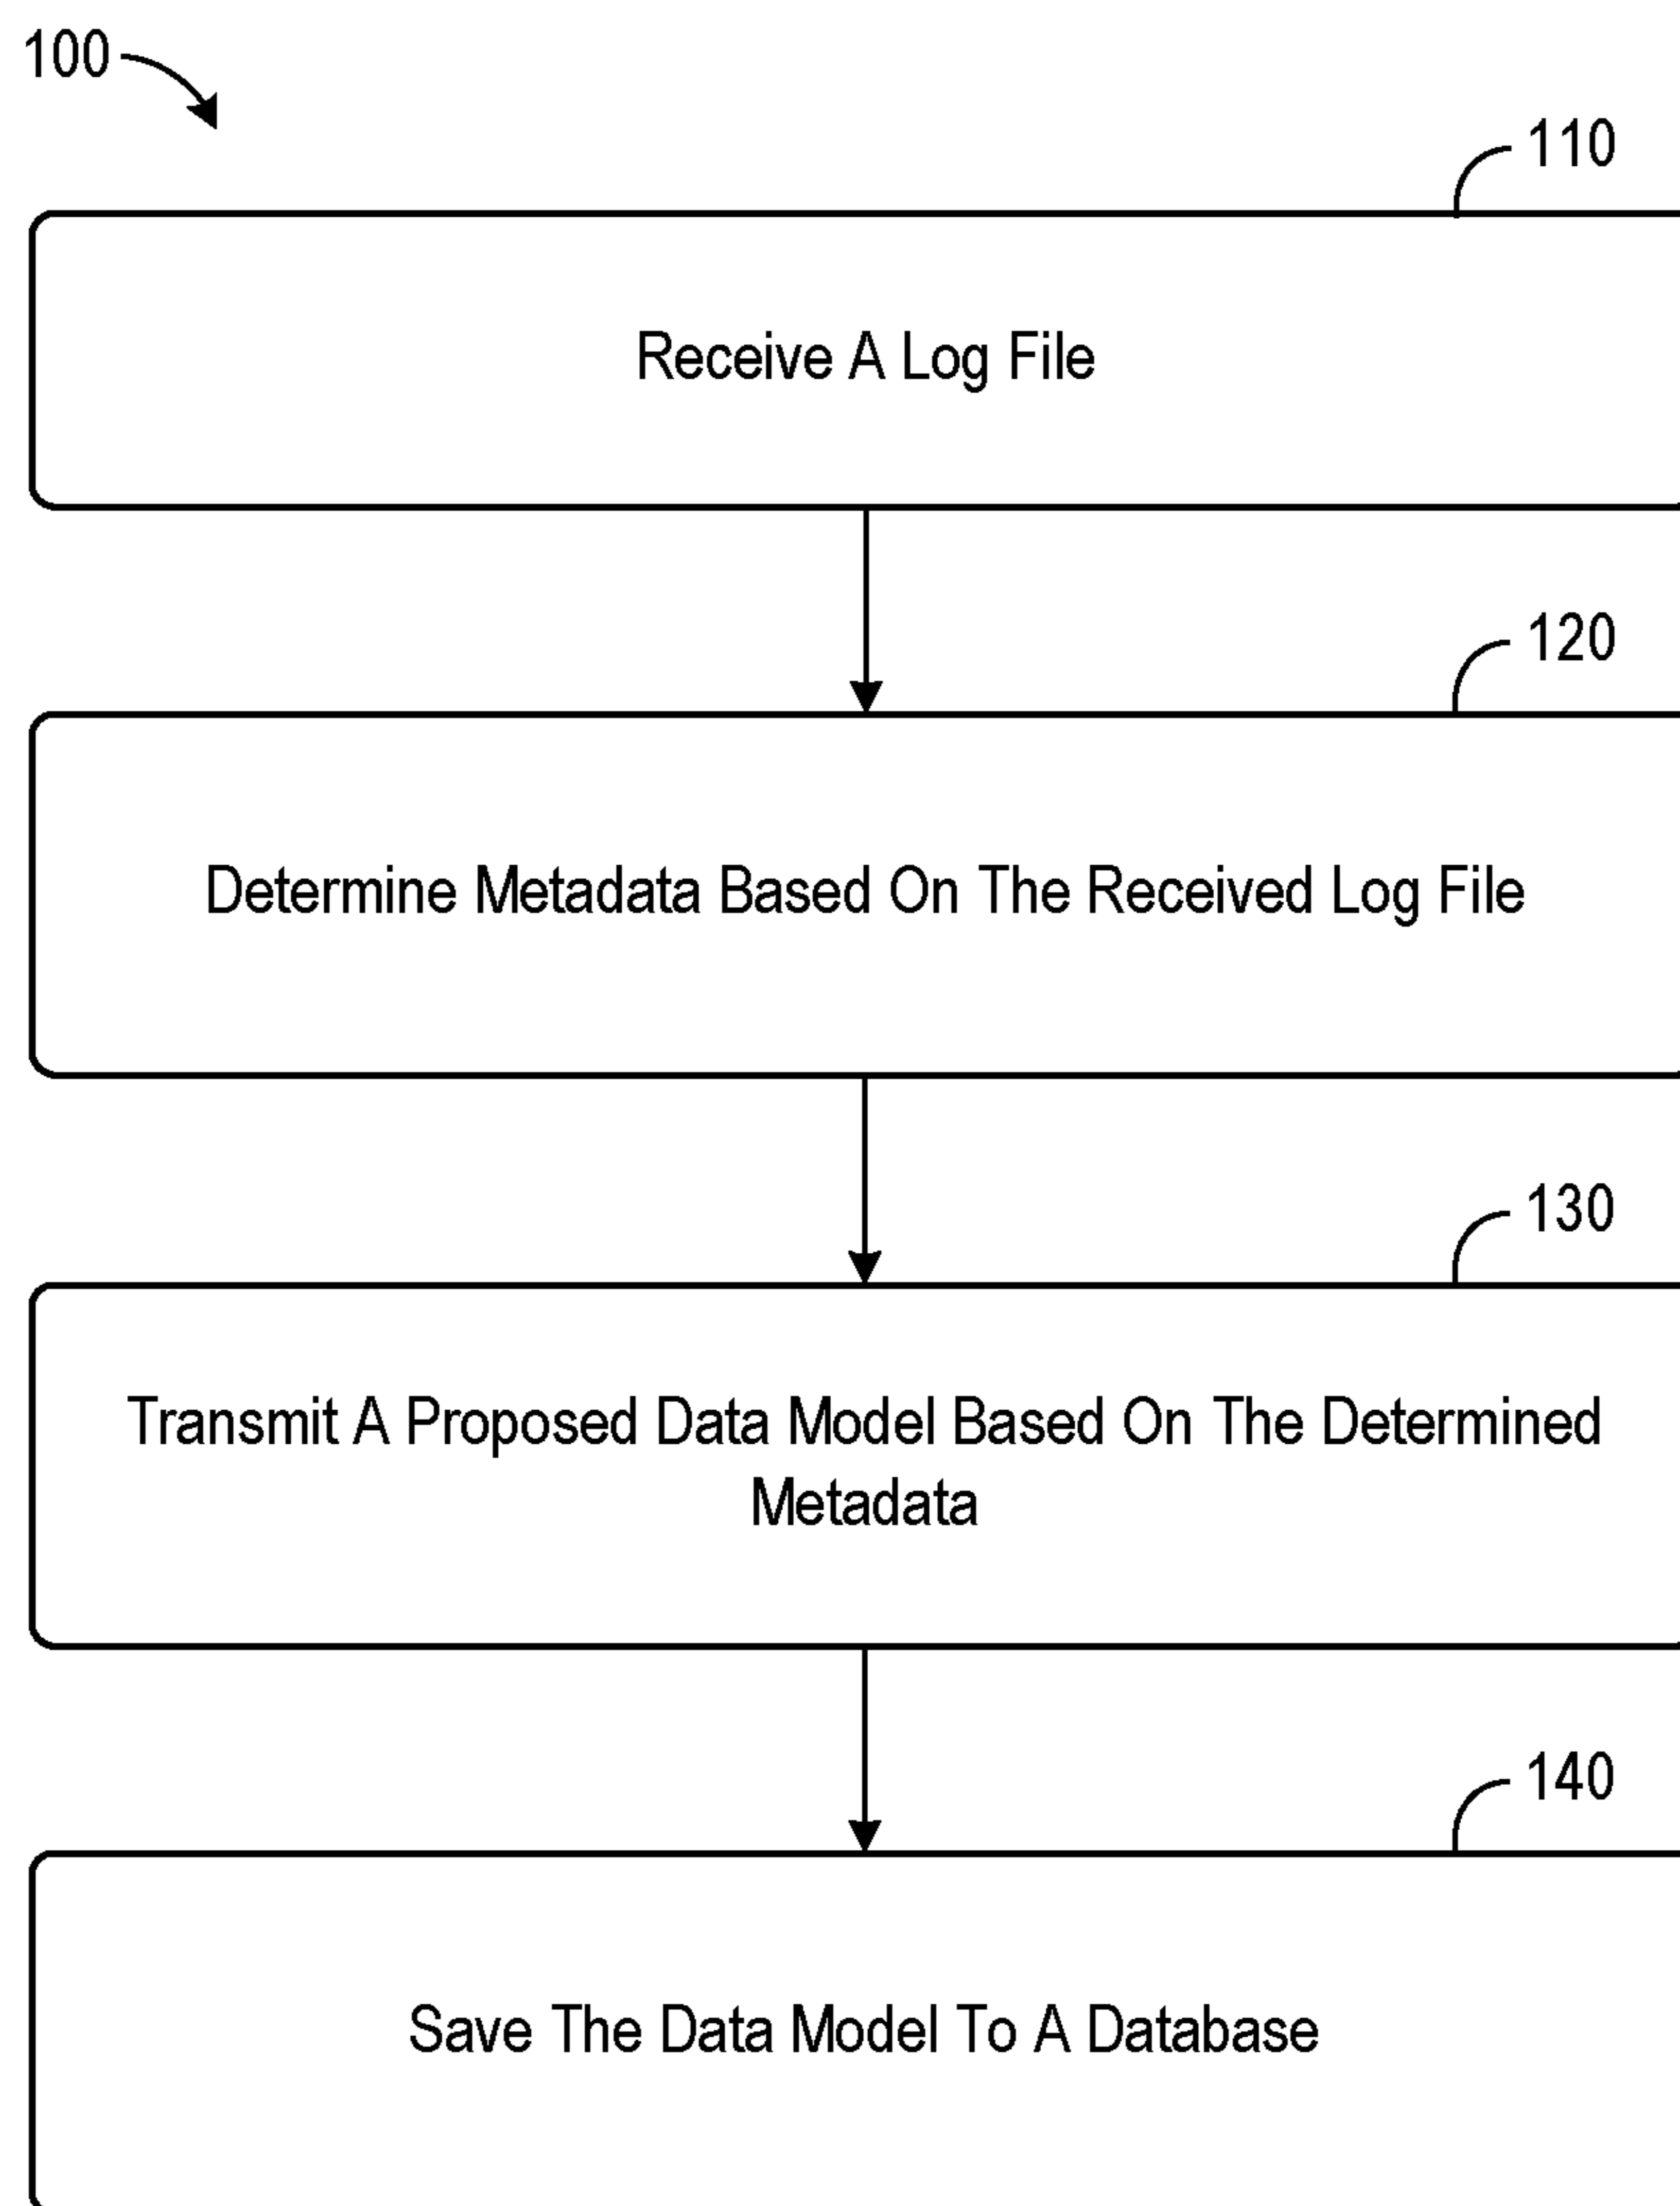 100
110
Receive A Log File
120
Determine Metadata Based On The Received Log File
130
Transmit A Proposed Data Model Based On The Determined
Metadata
140
Save The Data Model To A Database